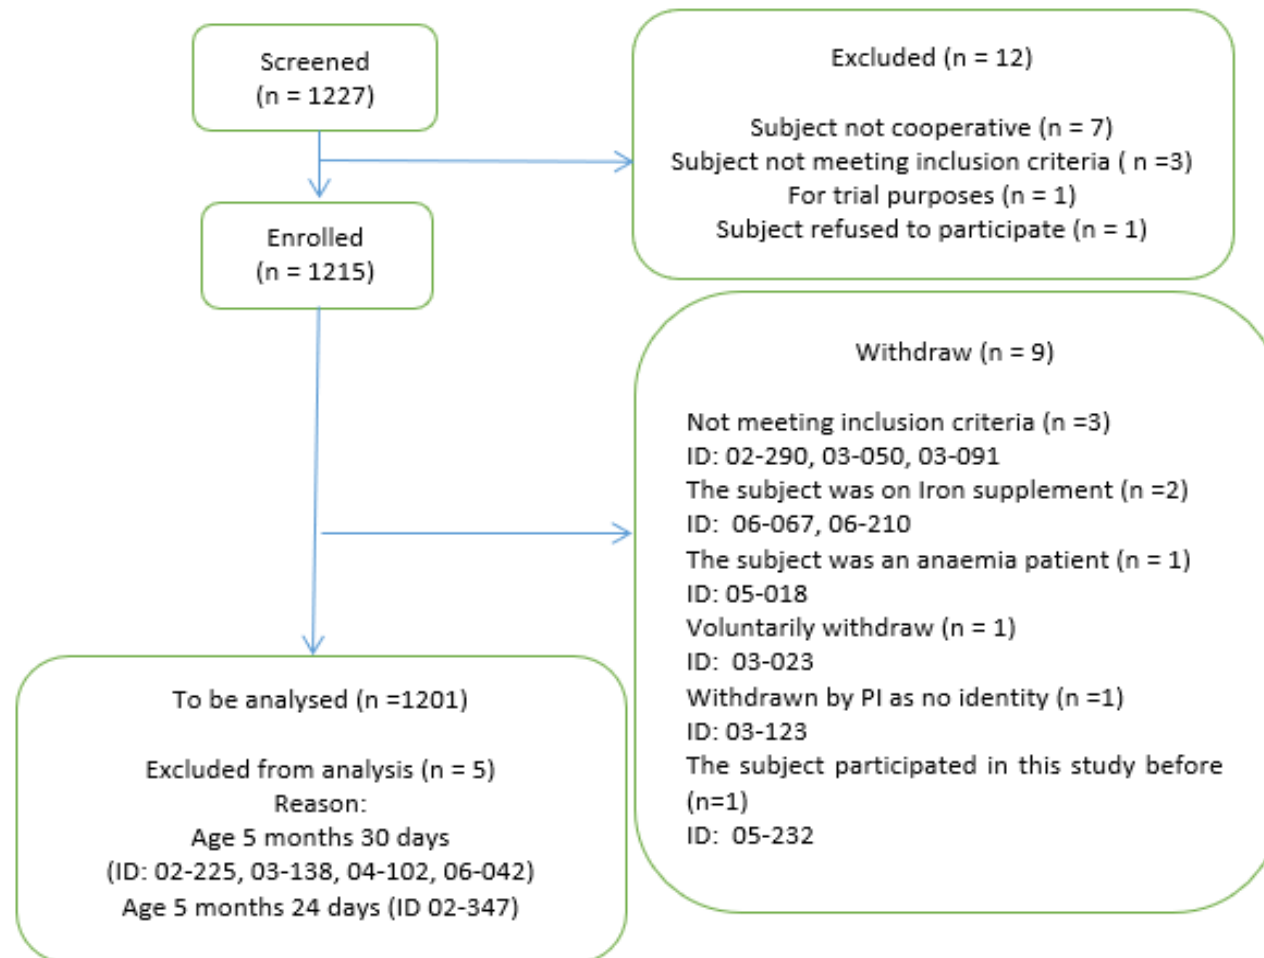 Screened
(n = 1227)
Excluded (n = 12)
Subject not cooperative (n = 7)
Subject not meeting inclusion criteria ( n =3)
For trial purposes (n = 1)
Subject refused to participate (n = 1)
Enrolled
(n = 1215)
Withdraw (n = 9)
Not meeting inclusion criteria (n =3)
ID: 02-290, 03-050, 03-091
The subject was on Iron supplement (n =2)
ID:  06-067, 06-210
The subject was an anaemia patient (n = 1)
ID: 05-018
Voluntarily withdraw (n = 1)
ID:  03-023
Withdrawn by PI as no identity (n =1)
ID: 03-123
The subject participated in this study before
(n=1)
ID:  05-232
To be analysed (n =1201)
Excluded from analysis (n = 5)
Reason:
Age 5 months 30 days
(ID: 02-225, 03-138, 04-102, 06-042)
Age 5 months 24 days (ID 02-347)